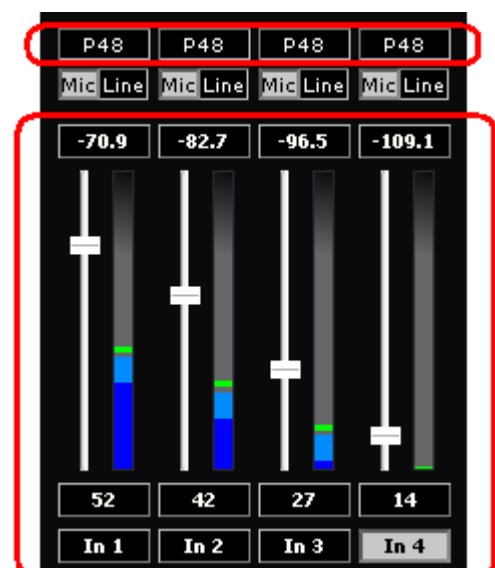 P48 P48 P48 P48
Mic Line Mic Line Mic Line Mic Line
-70.9 -82.7 -96.5 -109.1
52 42 27 14
In 1 In 2 In 3 In 4